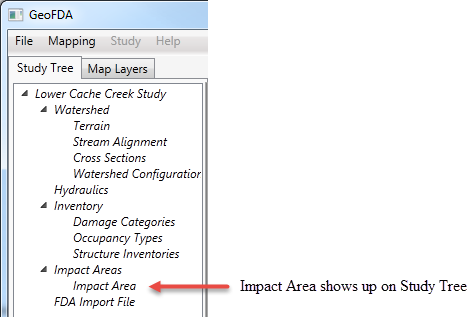 GeoFDA
File Mapping Study Help
Study Tree Map Layers
Lower Cache Creek Study
Watershed
Terrain
Stream Alignment
Cross Sections
Watershed Configuration
Hydraulics
Inventory
Damage Categories
Occupancy Types
Structure Inventories
Impact Areas
Impact Area
Impact Area shows up on Study Tree
FDA Import File